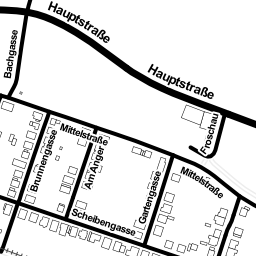 Hauptstraße
Bachgasse
Hauptstraße
Froschau
Mittelstraße
Brunnengasse
Am Anger
Mittelstraße
Gartengasse
Scheibengasse